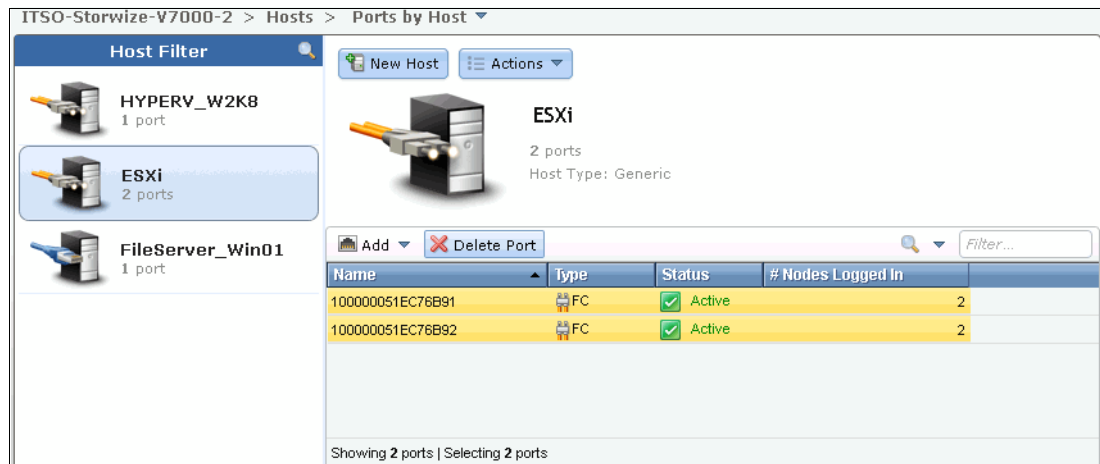 ITSO-Storwize-V7000-2 > Hosts > Ports by Host
Host Filter
HYPERV_W2K8
1 port
ESXi
2 ports
FileServer_Win01
1 port
New Host
Actions
ESXi
2 ports
Host Type: Generic
Add
Delete Port
Filter...
Name Type Status # Nodes Logged In
100000051EC76B91 FC Active 2
100000051EC76B92 FC Active 2
Showing 2 ports | Selecting 2 ports